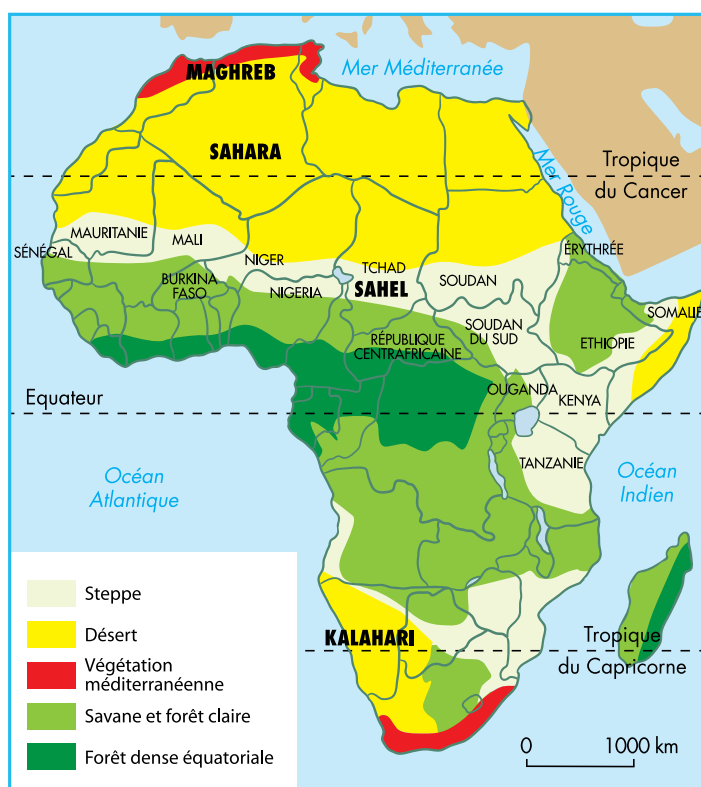 MAGHREB
Mer Méditerranée
SAHARA
Mer Rouge
Tropique
du Cancer
MAURITANIE
MALI
SÉNÉGAL
NIGER
TCHAD
ÉRYTHRÉE
BURKINA
FASO
NIGERIA
SAHEL
SOUDAN
SOMALIE
SOUDAN
DU SUD
RÉPUBLIQUE
CENTRAFRICAINE
ETHIOPIE
OUGANDA
KENYA
Equateur
TANZANIE
Océan
Atlantique
Océan
Indien
KALAHARI
Tropique
du Capricorne
Steppe
Désert
Végétation
méditerranéenne
Savane et forêt claire
Forêt dense équatoriale
0 1000 km